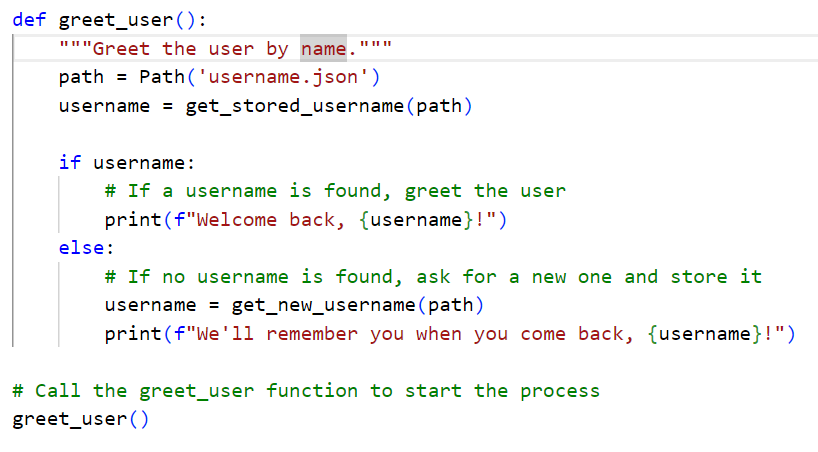 def greet_user():
    """Greet the user by name."""
    path = Path('username.json')
    username = get_stored_username(path)

    if username:
        # If a username is found, greet the user
        print(f"Welcome back, {username}!")
    else:
        # If no username is found, ask for a new one and store it
        username = get_new_username(path)
        print(f"We'll remember you when you come back, {username}!")

# Call the greet_user function to start the process
greet_user()